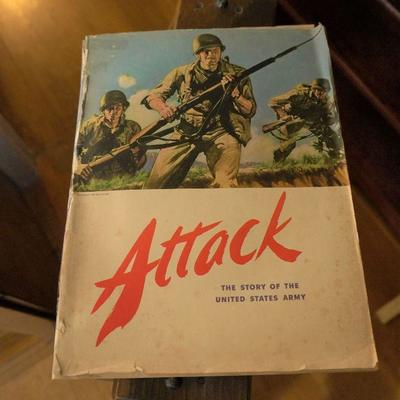 Attack
THE STORY OF THE
UNITED STATES ARMY